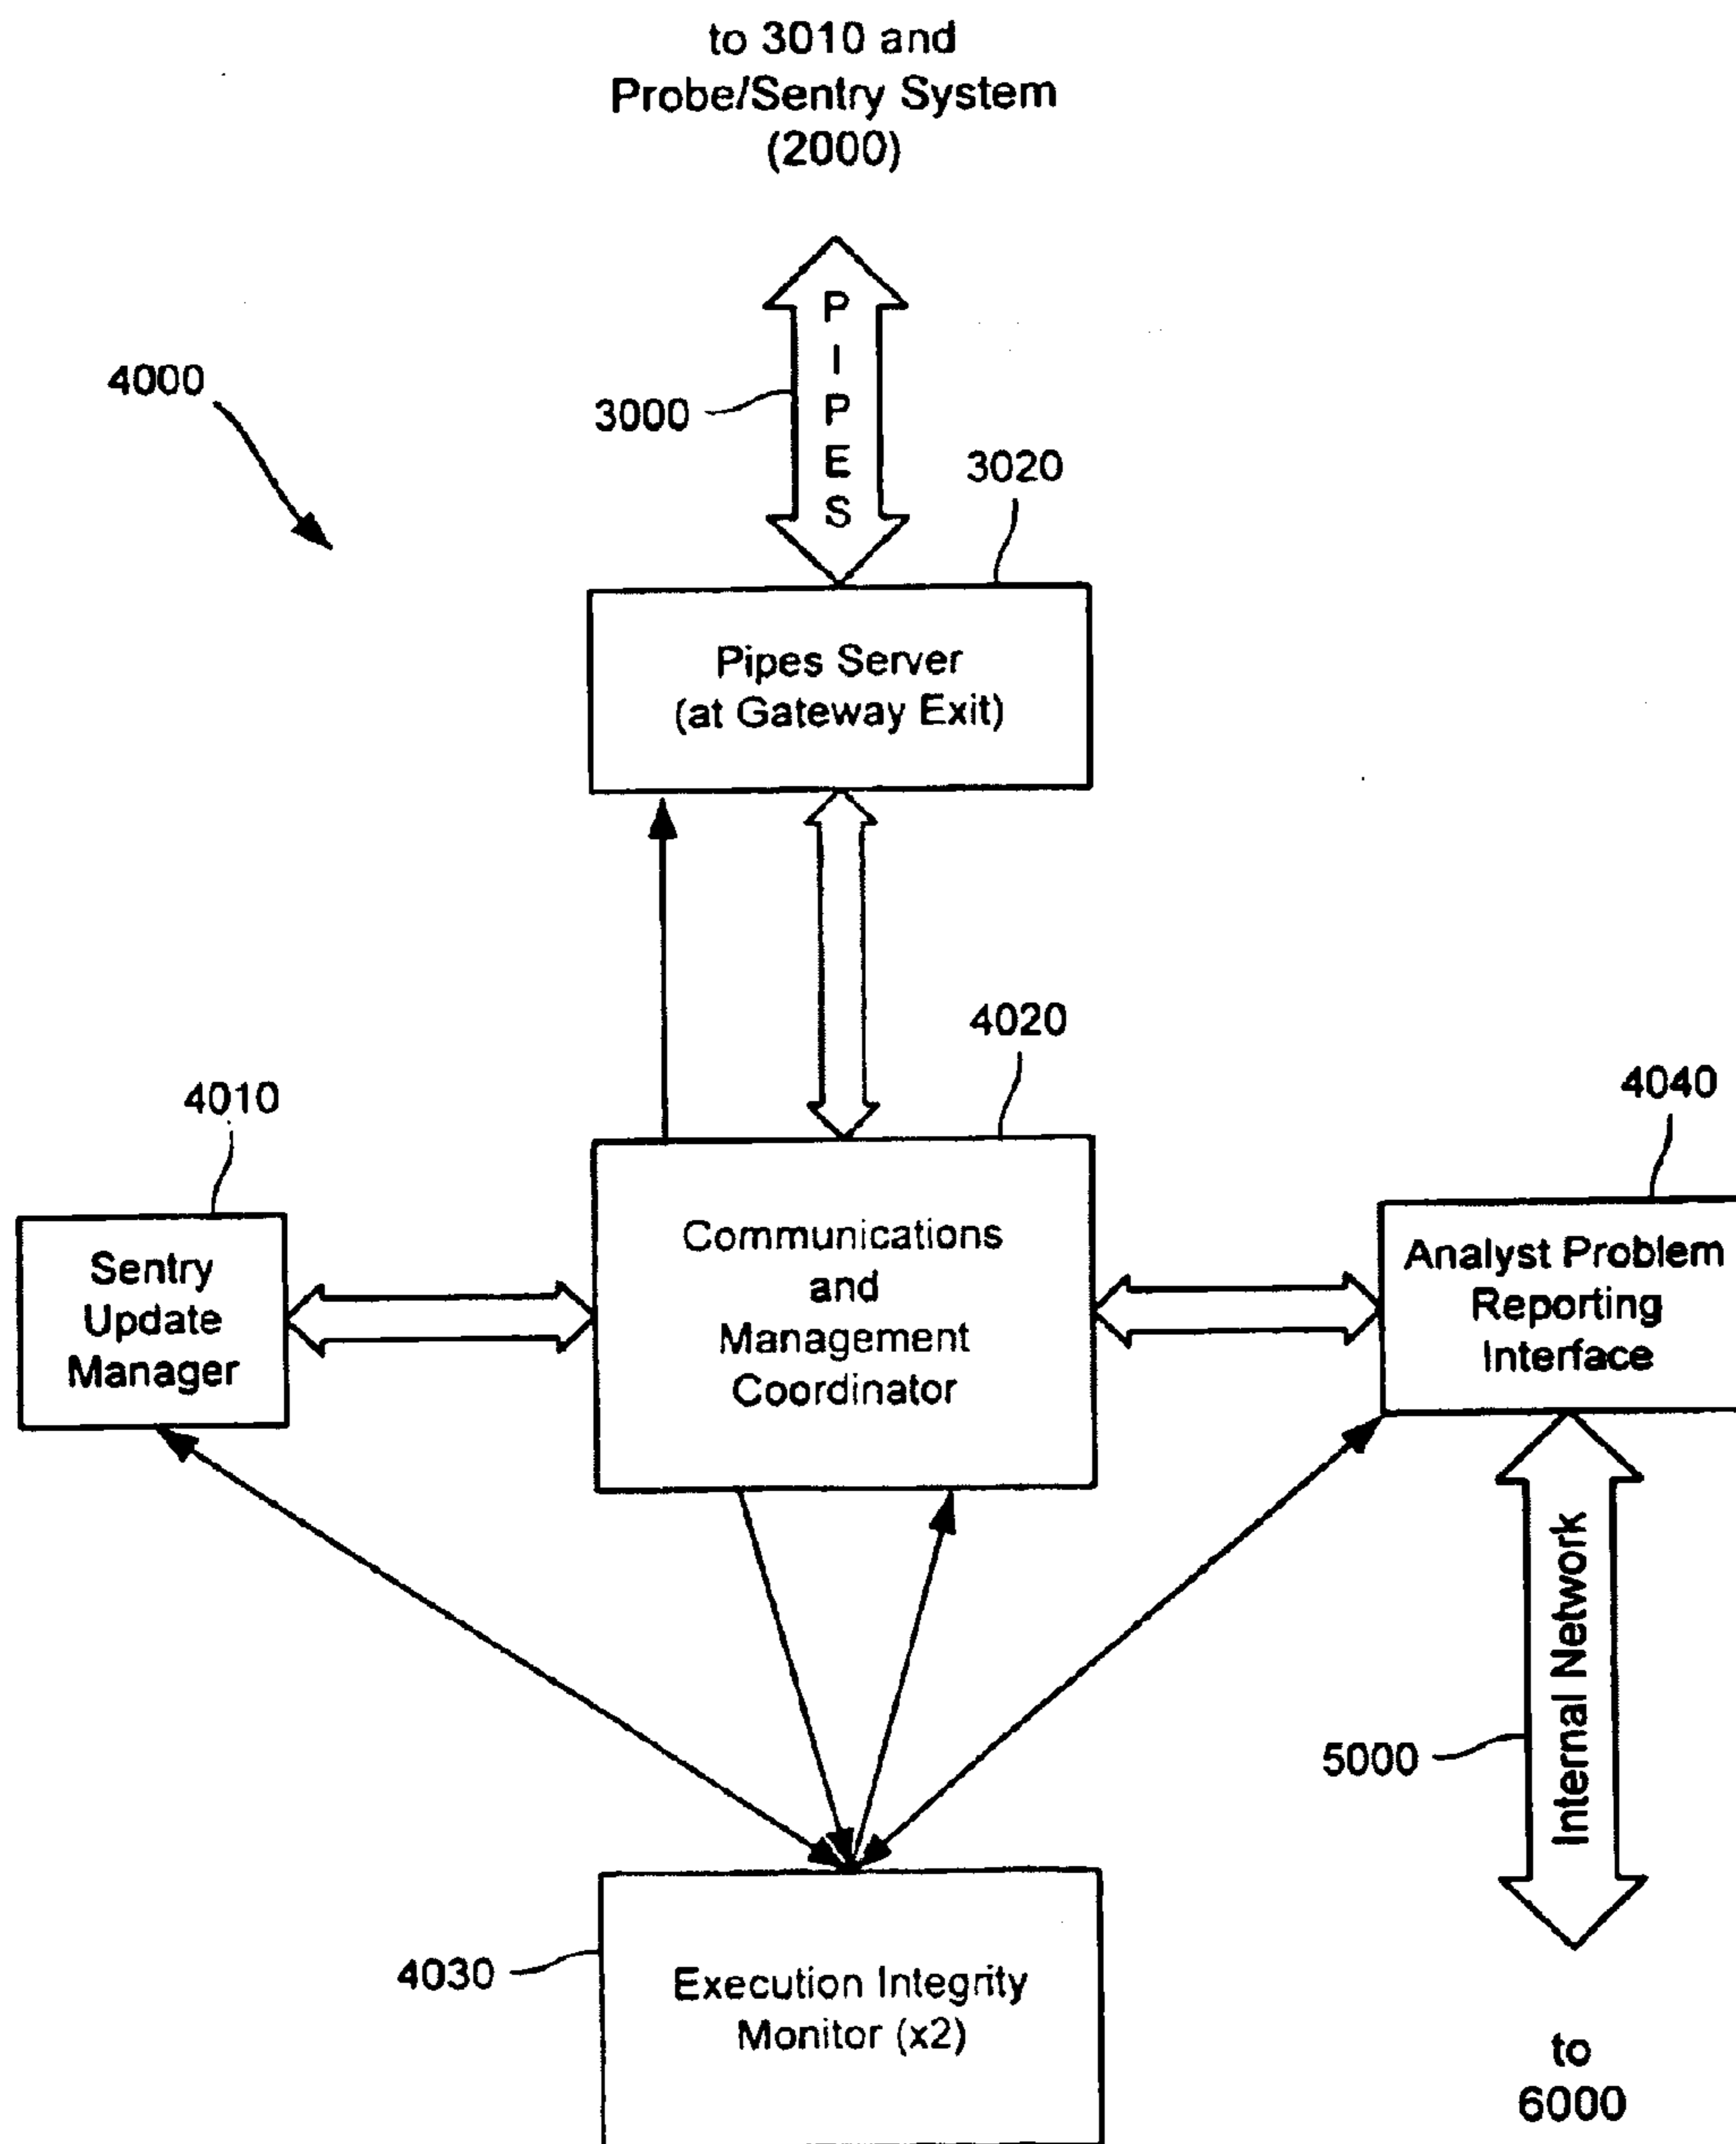 to 3010 and
Probe/Sentry System
(2000)
PIPES
4000
3000
3020
Pipes Server
(at Gateway Exit)
4020
4010
4040
Sentry
Update
Manager
Communications
and
Management
Coordinator
Analyst Problem
Reporting
Interface
5000
Internal Network
4030
Execution Integrity
Monitor (x2)
to
6000